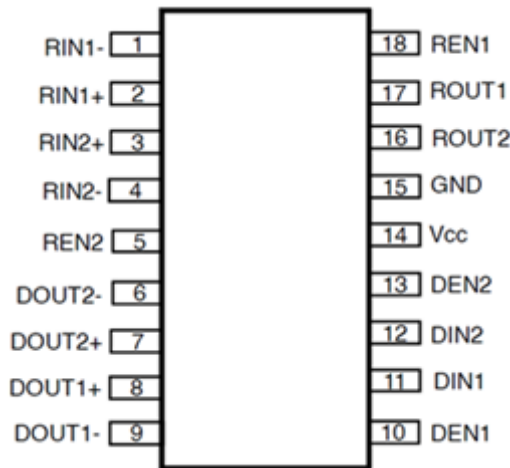 RIN1- 1 18 REN1
RIN1+ 2 17 ROUT1
RIN2+ 3 16 ROUT2
RIN2- 4 15 GND
REN2 5 14 Vcc
DOUT2- 6 13 DEN2
DOUT2+ 7 12 DIN2
DOUT1+ 8 11 DIN1
DOUT1- 9 10 DEN1